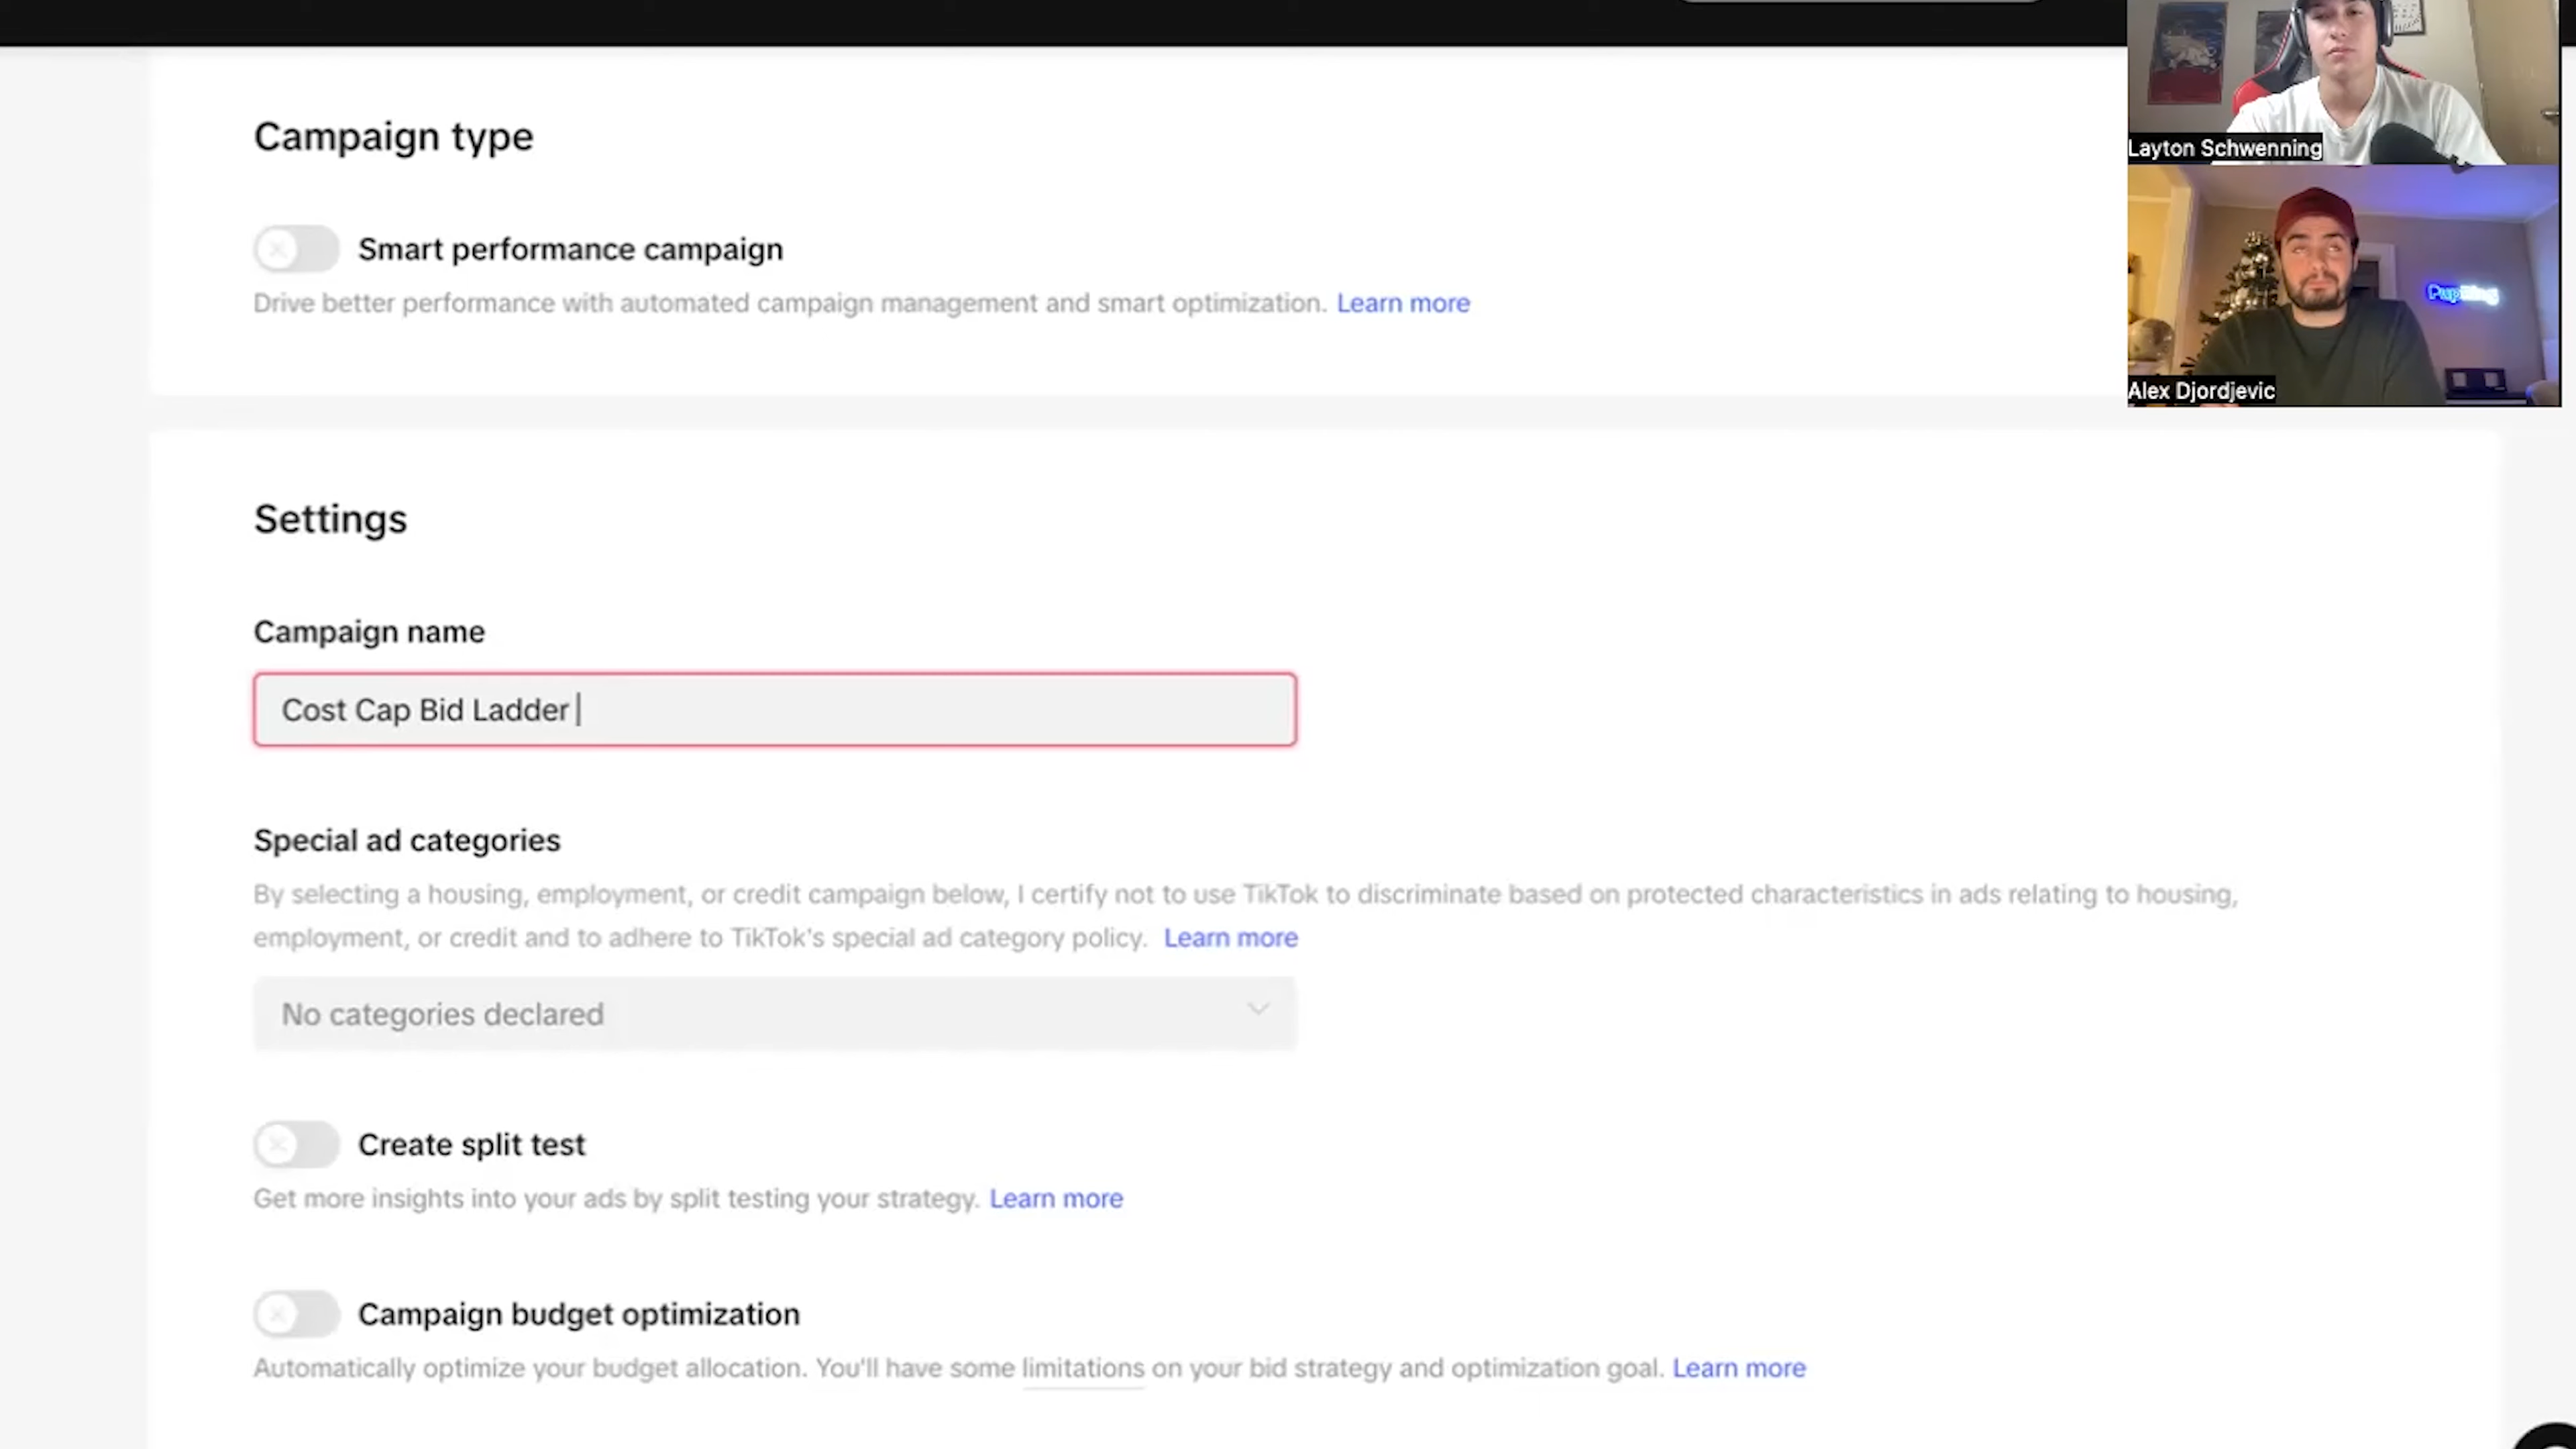 Campaign type
Layton Schwenning
Smart performance campaign
Drive better performance with automated campaign management and smart optimization. Learn more
Alex Djordjevic
Settings
Campaign name
Cost Cap Bid Ladder
Special ad categories
By selecting a housing, employment, or credit campaign below, I certify not to use TikTok to discriminate based on protected characteristics in ads relating to housing,
employment, or credit and to adhere to TikTok's special ad category policy. Learn more
No categories declared
Create split test
Get more insights into your ads by split testing your strategy. Learn more
Campaign budget optimization
Automatically optimize your budget allocation. You'll have some limitations on your bid strategy and optimization goal. Learn more